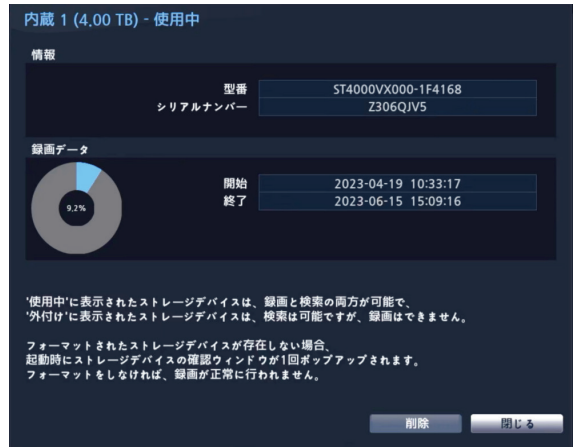 内蔵 1 (4.00 TB) - 使用中
情報
型番 ST4000VX000-1F4168
シリアルナンバー Z306QJV5
録画データ
9.2%
開始 2023-04-19 10:33:17
終了 2023-06-15 15:09:16
'使用中'に表示されたストレージデバイスは、録画と検索の両方が可能で、
'外付け'に表示されたストレージデバイスは、検索は可能ですが、録画はできません。
フォーマットされたストレージデバイスが存在しない場合、
起動時にストレージデバイスの確認ウィンドウが1回ポップアップされます。
フォーマットをしなければ、録画が正常に行われません。
削除 閉じる